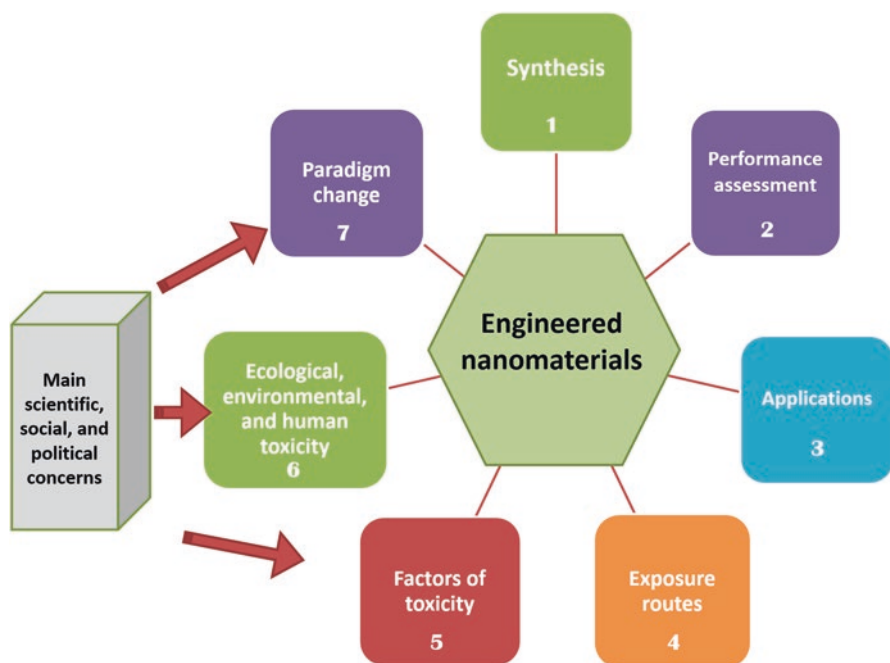 Synthesis
1
Performance
assessment
2
Applications
3
Exposure
routes
4
Factors of
toxicity
5
Ecological,
environmental,
and human
toxicity
6
Paradigm
change
7
Engineered
nanomaterials
Main
scientific,
social, and
political
concerns